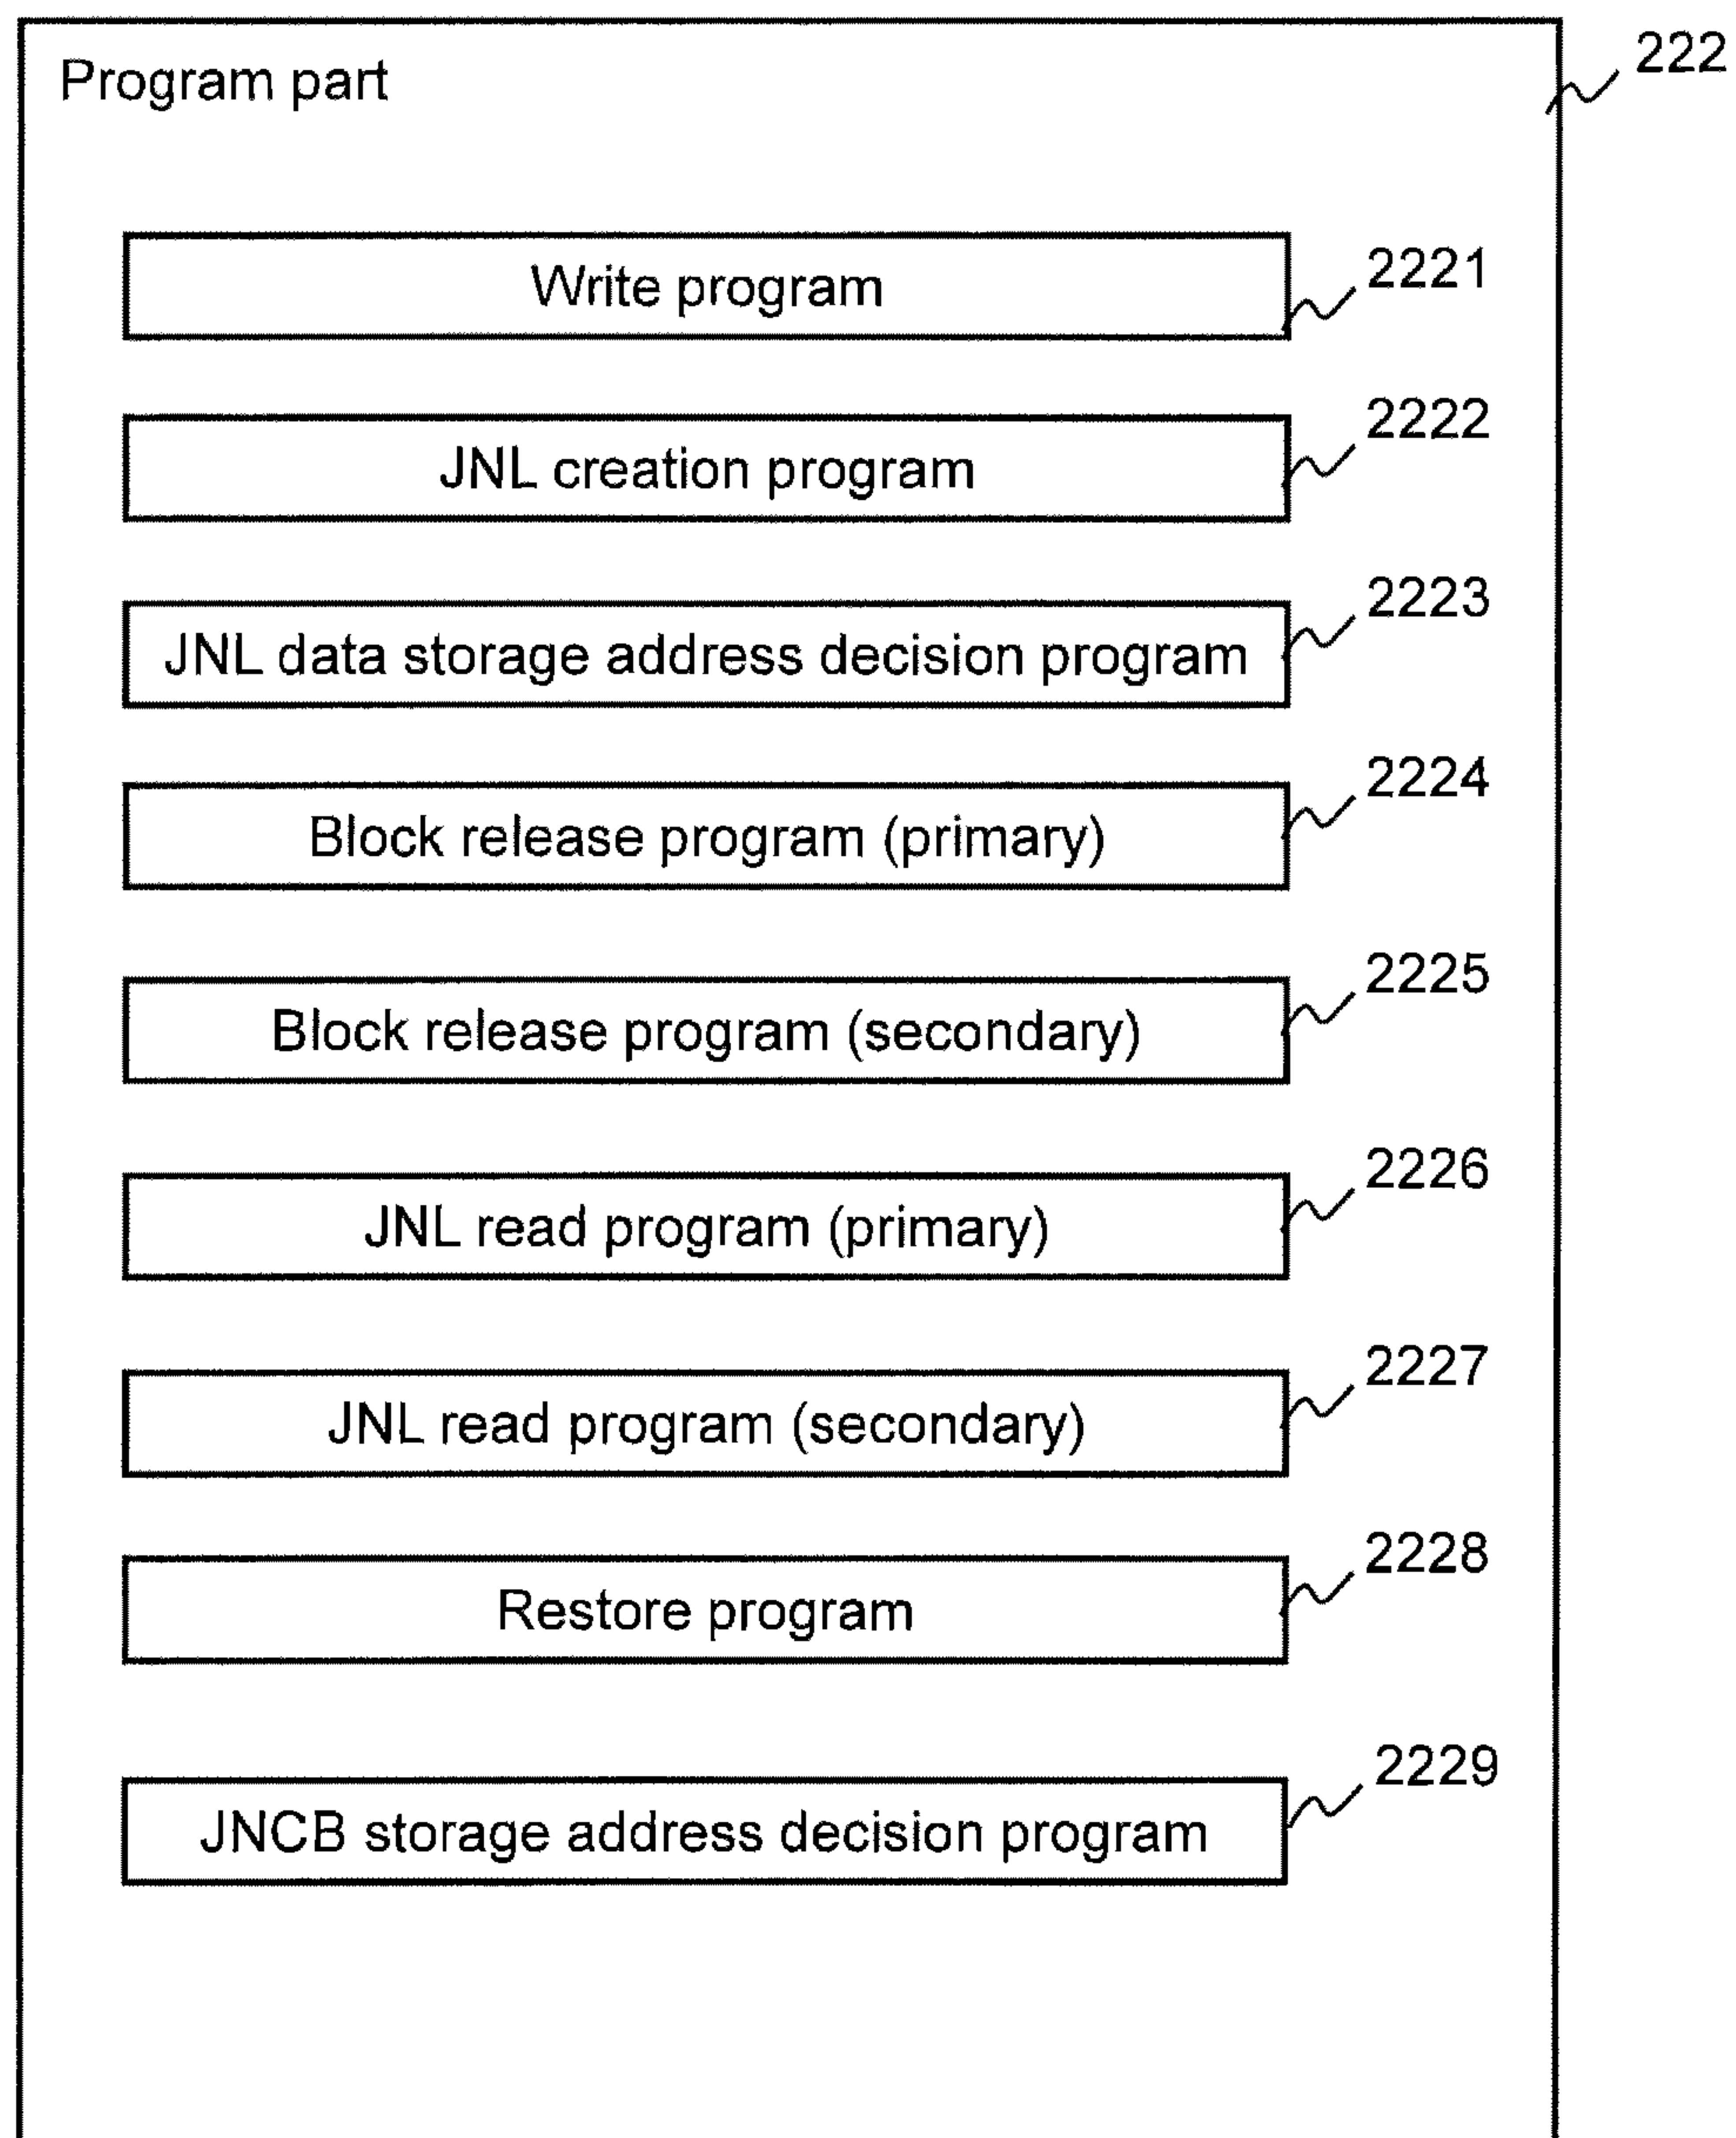 Program part
222
Write program
2221
JNL creation program
2222
JNL data storage address decision program
2223
Block release program (primary)
2224
Block release program (secondary)
2225
JNL read program (primary)
2226
JNL read program (secondary)
2227
Restore program
2228
JNCB storage address decision program
2229